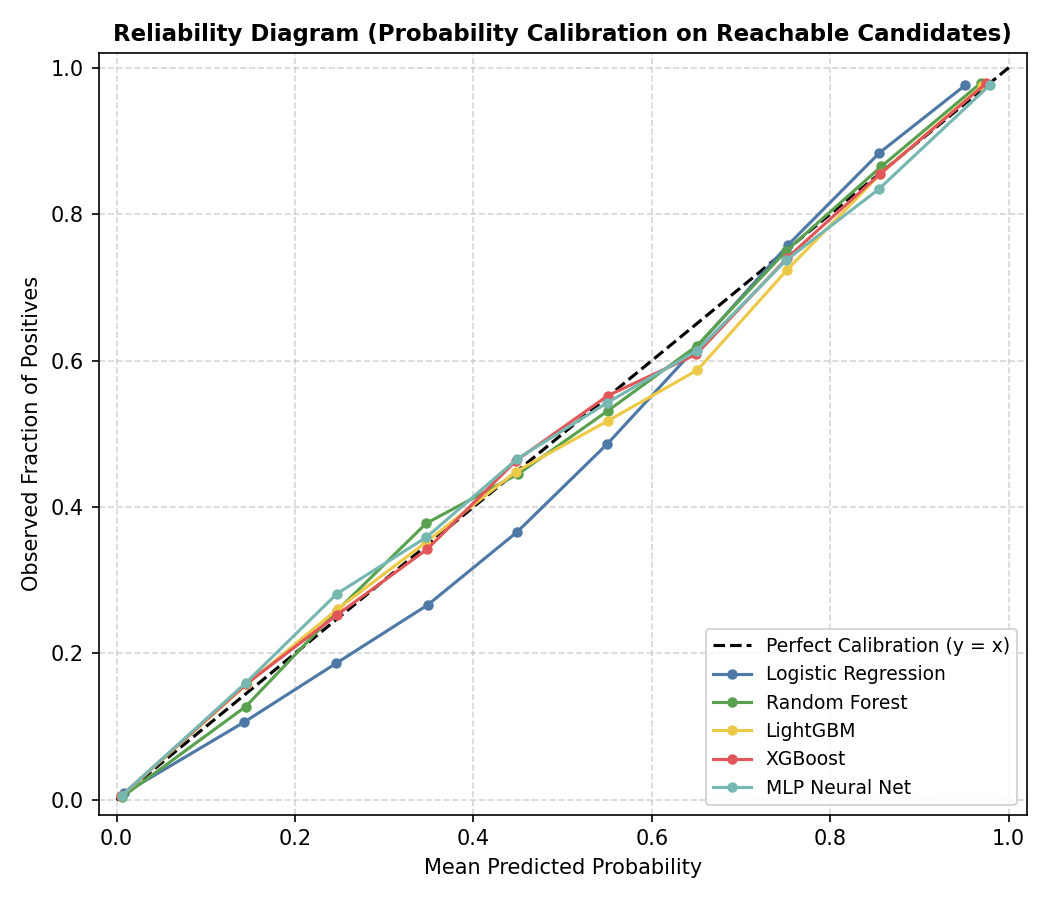 Reliability Diagram (Probability Calibration on Reachable Candidates)
Observed Fraction of Positives
1.0
0.8
0.6
0.4
0.2
0.0
Perfect Calibration (y = x)
Logistic Regression
Random Forest
LightGBM
XGBoost
MLP Neural Net
0.0 0.2 0.4 0.6 0.8 1.0
Mean Predicted Probability